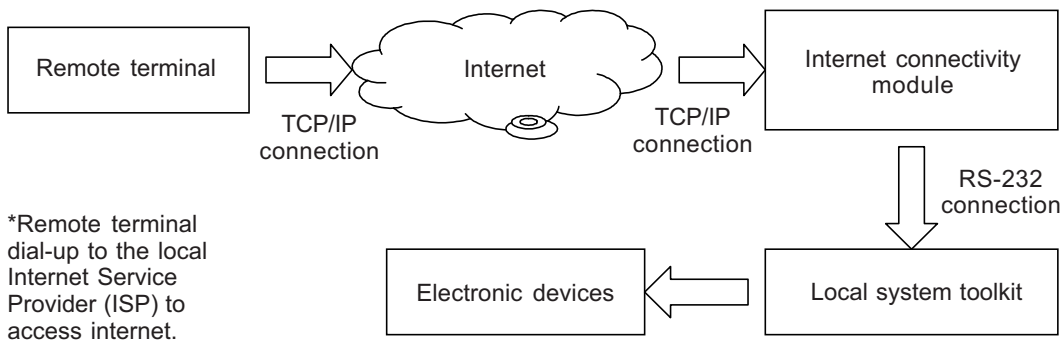 Remote terminal
TCP/IP
connection
Internet
TCP/IP
connection
Internet connectivity
module
RS-232
connection
Local system toolkit
Electronic devices
*Remote terminal
dial-up to the local
Internet Service
Provider (ISP) to
access internet.